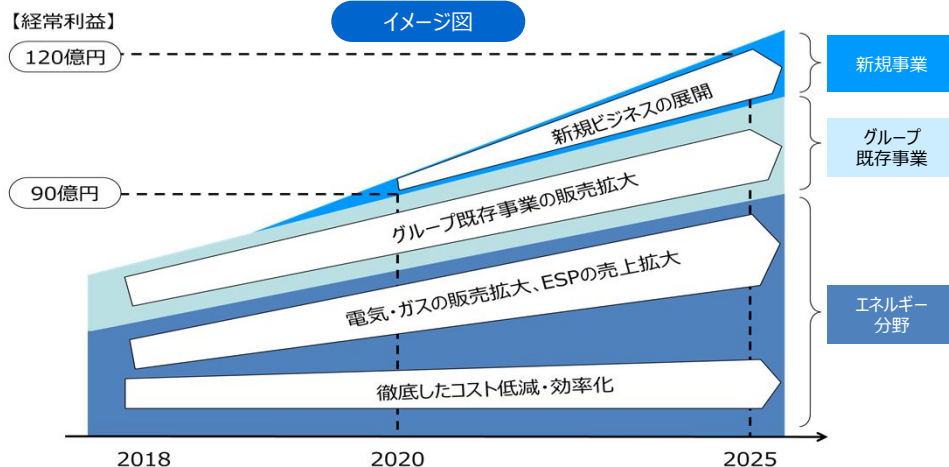 【経常利益】
イメージ図
120億円
新規事業
新規ビジネスの展開
グループ
既存事業
90億円
グループ既存事業の販売拡大
電気・ガスの販売拡大、ESPの売上拡大
エネルギー
分野
徹底したコスト低減・効率化
2018
2020
2025